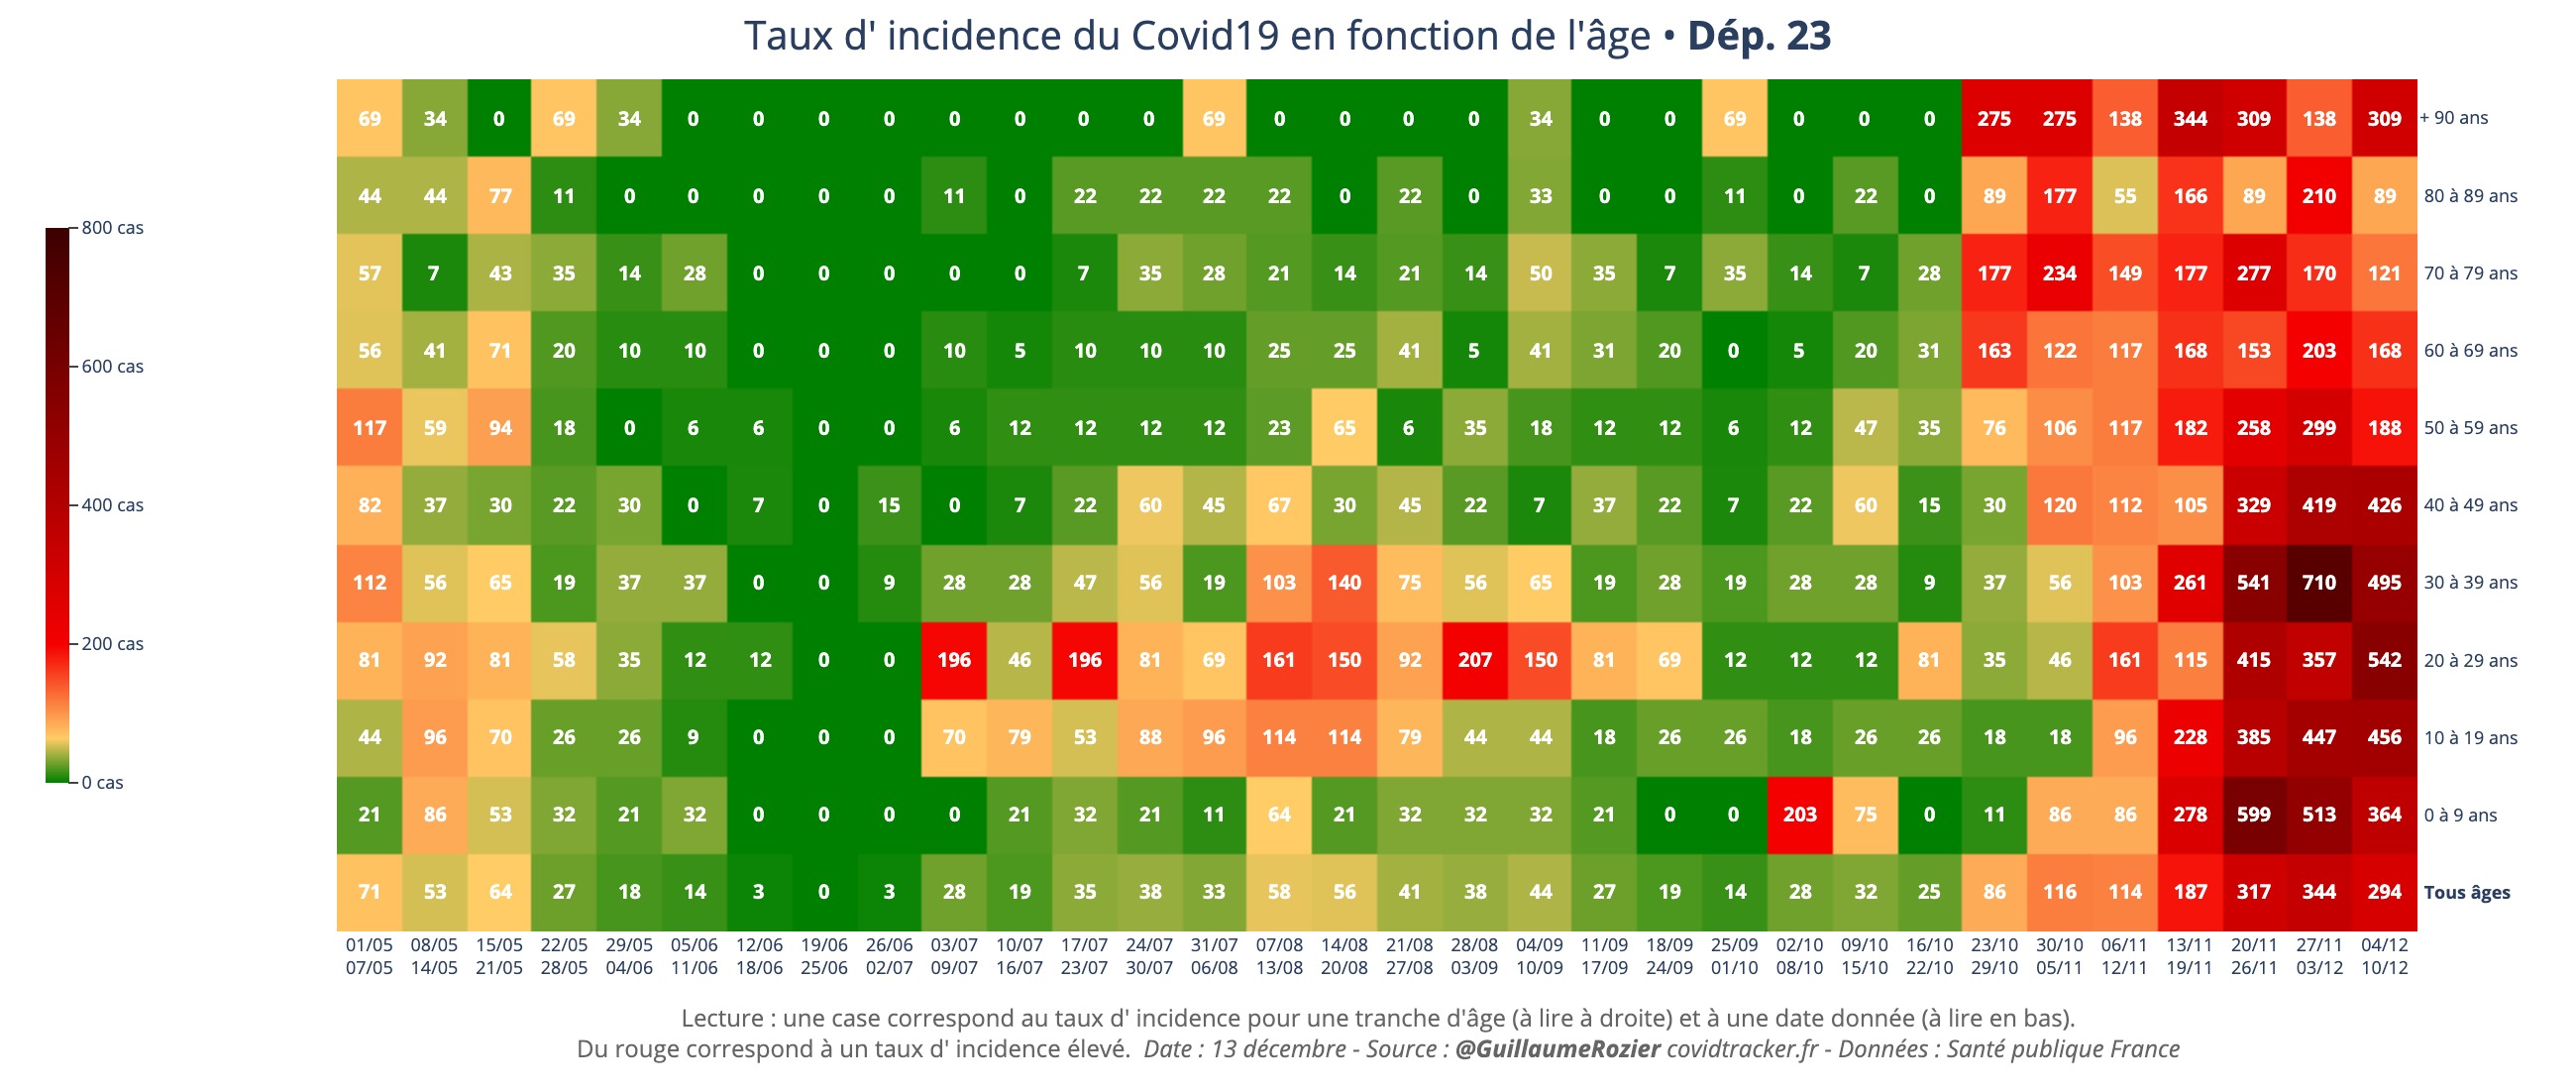 Taux d' incidence du Covid19 en fonction de l'âge • Dép. 23
800 cas
600 cas
400 cas
200 cas
0 cas
69 34 0 69 34 0 0 0 0 0 0 0 0 69 0 0 0 0 34 0 0 69 0 0 0 275 275 138 344 309 138 309 + 90 ans
44 44 77 11 0 0 0 0 0 11 0 22 22 22 22 0 22 0 33 0 0 11 0 22 0 89 177 55 166 89 210 89 80 à 89 ans
57 7 43 35 14 28 0 0 0 0 0 7 35 28 21 14 21 14 50 35 7 35 14 7 28 177 234 149 177 277 170 121 70 à 79 ans
56 41 71 20 10 10 0 0 0 10 5 10 10 10 25 25 41 5 41 31 20 0 5 20 31 163 122 117 168 153 203 168 60 à 69 ans
117 59 94 18 0 6 6 0 0 6 12 12 12 12 23 65 6 35 18 12 12 6 12 47 35 76 106 117 182 258 299 188 50 à 59 ans
82 37 30 22 30 0 7 0 15 0 7 22 60 45 67 30 45 22 7 37 22 7 22 60 15 30 120 112 105 329 419 426 40 à 49 ans
112 56 65 19 37 37 0 0 9 28 28 47 56 19 103 140 75 56 65 19 28 19 28 28 9 37 56 103 261 541 710 495 30 à 39 ans
81 92 81 58 35 12 12 0 0 196 46 196 81 69 161 150 92 207 150 81 69 12 12 12 81 35 46 161 115 415 357 542 20 à 29 ans
44 96 70 26 26 9 0 0 0 70 79 53 88 96 114 114 79 44 44 18 26 26 18 26 26 18 18 96 228 385 447 456 10 à 19 ans
21 86 53 32 21 32 0 0 0 0 21 32 21 11 64 21 32 32 32 21 0 0 203 75 0 11 86 86 278 599 513 364 0 à 9 ans
71 53 64 27 18 14 3 0 3 28 19 35 38 33 58 56 41 38 44 27 19 14 28 32 25 86 116 114 187 317 344 294 Tous âges
01/05 08/05 15/05 22/05 29/05 05/06 12/06 19/06 26/06 03/07 10/07 17/07 24/07 31/07 07/08 14/08 21/08 28/08 04/09 11/09 18/09 25/09 02/10 09/10 16/10 23/10 30/10 06/11 13/11 20/11 27/11 04/12
07/05 14/05 21/05 28/05 04/06 11/06 18/06 25/06 02/07 09/07 16/07 23/07 30/07 06/08 13/08 20/08 27/08 03/09 10/09 17/09 24/09 01/10 08/10 15/10 22/10 29/10 05/11 12/11 19/11 26/11 03/12 10/12
Lecture : une case correspond au taux d' incidence pour une tranche d'âge (à lire à droite) et à une date donnée (à lire en bas).
Du rouge correspond à un taux d' incidence élevé. Date : 13 décembre - Source : @GuillaumeRozier covidtracker.fr - Données : Santé publique France